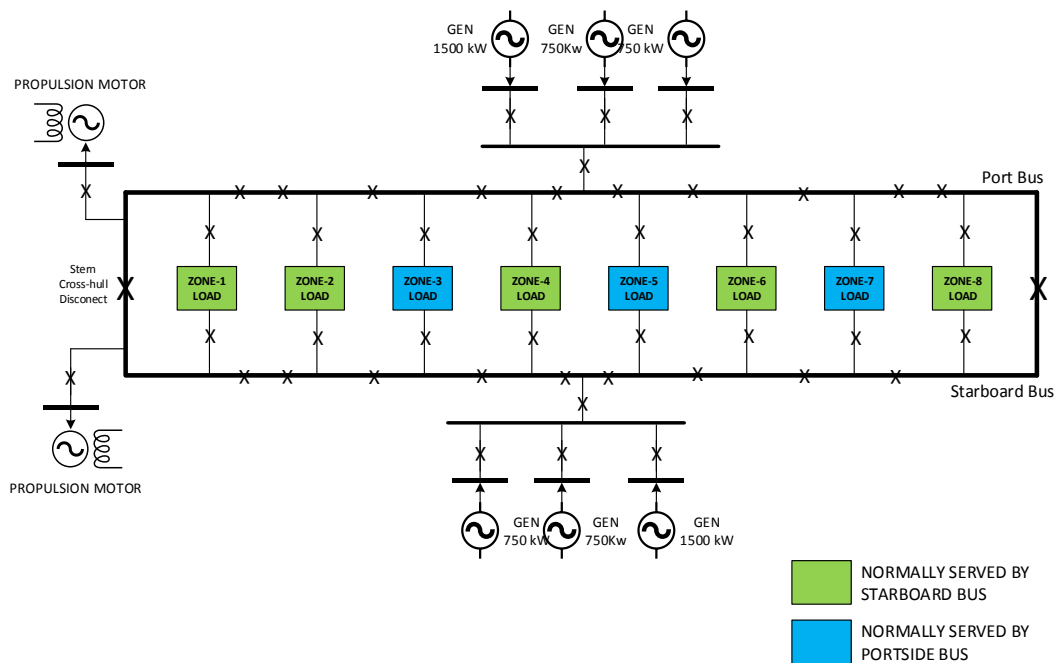 GEN
1500 kW
GEN
750Kw
GEN
750 kW
PROPULSION MOTOR
Port Bus
Stem
Cross-hull
Disconect
ZONE-1
LOAD
ZONE-2
LOAD
ZONE-3
LOAD
ZONE-4
LOAD
ZONE-5
LOAD
ZONE-6
LOAD
ZONE-7
LOAD
ZONE-8
LOAD
Starboard Bus
PROPULSION MOTOR
GEN
750 kW
GEN
750Kw
GEN
1500 kW
NORMALLY SERVED BY
STARBOARD BUS
NORMALLY SERVED BY
PORTSIDE BUS